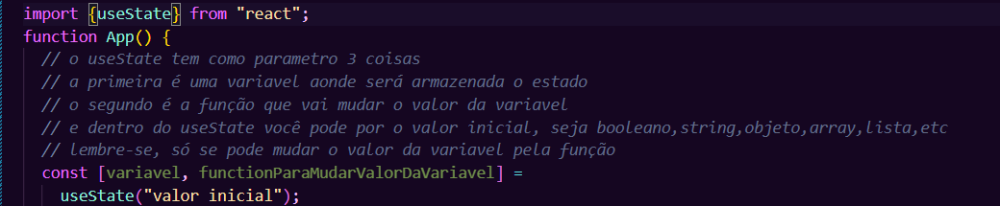 import {useState} from "react";
function App() {
// o useState tem como parametro 3 coisas
// a primeira é uma variavel aonde será armazenada o estado
// o segundo é a função que vai mudar o valor da variavel
// e dentro do useState você pode por o valor inicial, seja booleano,string,objeto,array,lista,etc
// lembre-se, só se pode mudar o valor da variavel pela função
const [variavel, functionParaMudarValorDaVariavel] =
useState("valor inicial");